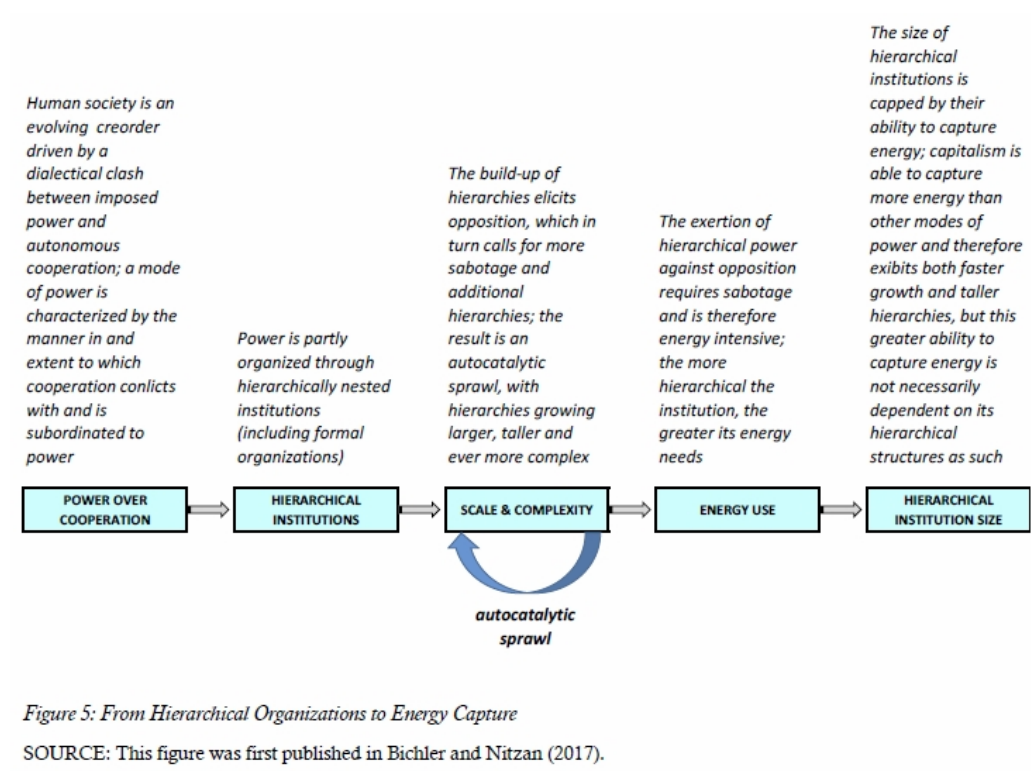 Human society is an
evolving creorder
driven by a
dialectical clash
between imposed
power and
autonomous
cooperation; a mode
of power is
characterized by the
manner in and
extent to which
cooperation conlicts
with and is
subordinated to
power
Power is partly
organized through
hierarchically nested
institutions
(including formal
organizations)
The build-up of
hierarchies elicits
opposition, which in
turn calls for more
sabotage and
additional
hierarchies; the
result is an
autocatalytic
sprawl, with
hierarchies growing
larger, taller and
ever more complex
The exertion of
hierarchical power
against opposition
requires sabotage
and is therefore
energy intensive;
the more
hierarchical the
institution, the
greater its energy
needs
The size of
hierarchical
institutions is
capped by their
ability to capture
energy; capitalism is
able to capture
more energy than
other modes of
power and therefore
exibits both faster
growth and taller
hierarchies, but this
greater ability to
capture energy is
not necessarily
dependent on its
hierarchical
structures as such
POWER OVER
COOPERATION
HIERARCHICAL
INSTITUTIONS
SCALE & COMPLEXITY
ENERGY USE
HIERARCHICAL
INSTITUTION SIZE
autocatalytic
sprawl
Figure 5: From Hierarchical Organizations to Energy Capture
SOURCE: This figure was first published in Bichler and Nitzan (2017).